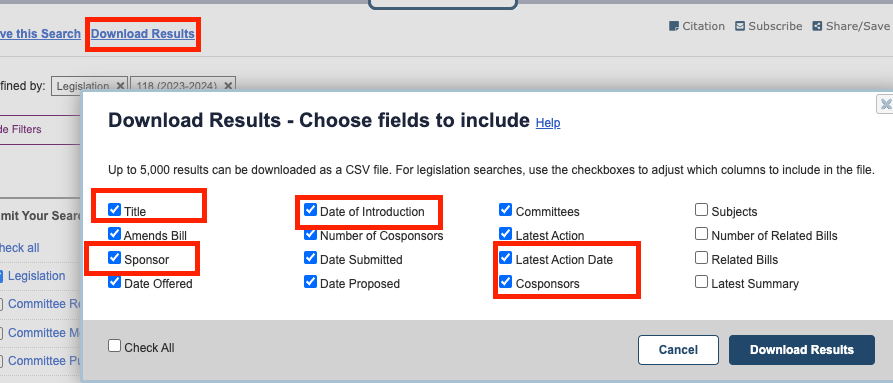 Citation Subscribe Share/Save
ve this Search Download Results
fined by: Legislation 118 (2023-2024)
de Filters
Download Results - Choose fields to include Help
Up to 5,000 results can be downloaded as a CSV file. For legislation searches, use the checkboxes to adjust which columns to include in the file.
mit Your Sear
heck all
Legislation
Committee Re
Committee M
Committee Pu
Title Date of Introduction Committees Subjects
Amends Bill Number of Cosponsors Latest Action Number of Related Bills
Sponsor Date Submitted Latest Action Date Related Bills
Date Offered Date Proposed Cosponsors Latest Summary
Check All
Cancel Download Results